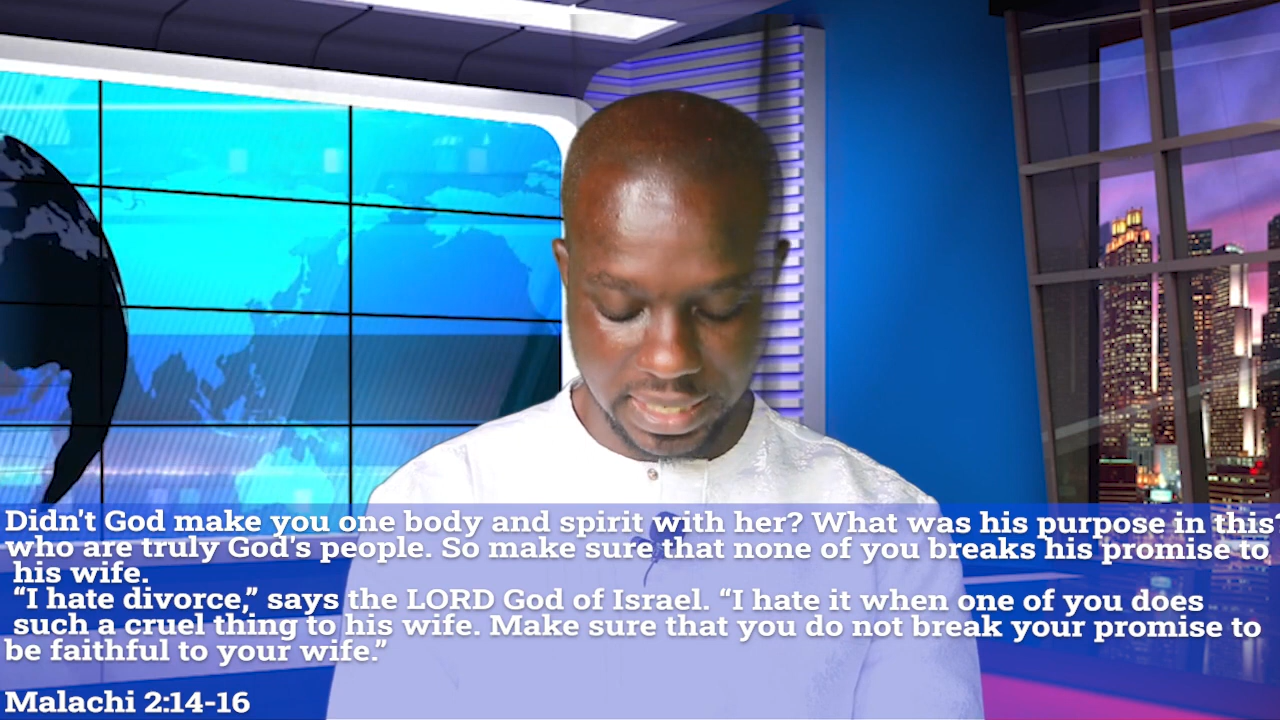 Didn't God make you one body and spirit with her? What was his purpose in this?
who are truly God's people. So make sure that none of you breaks his promise to
his wife.
“I hate divorce,” says the LORD God of Israel. “I hate it when one of you does
such a cruel thing to his wife. Make sure that you do not break your promise to
be faithful to your wife.”
Malachi 2:14-16